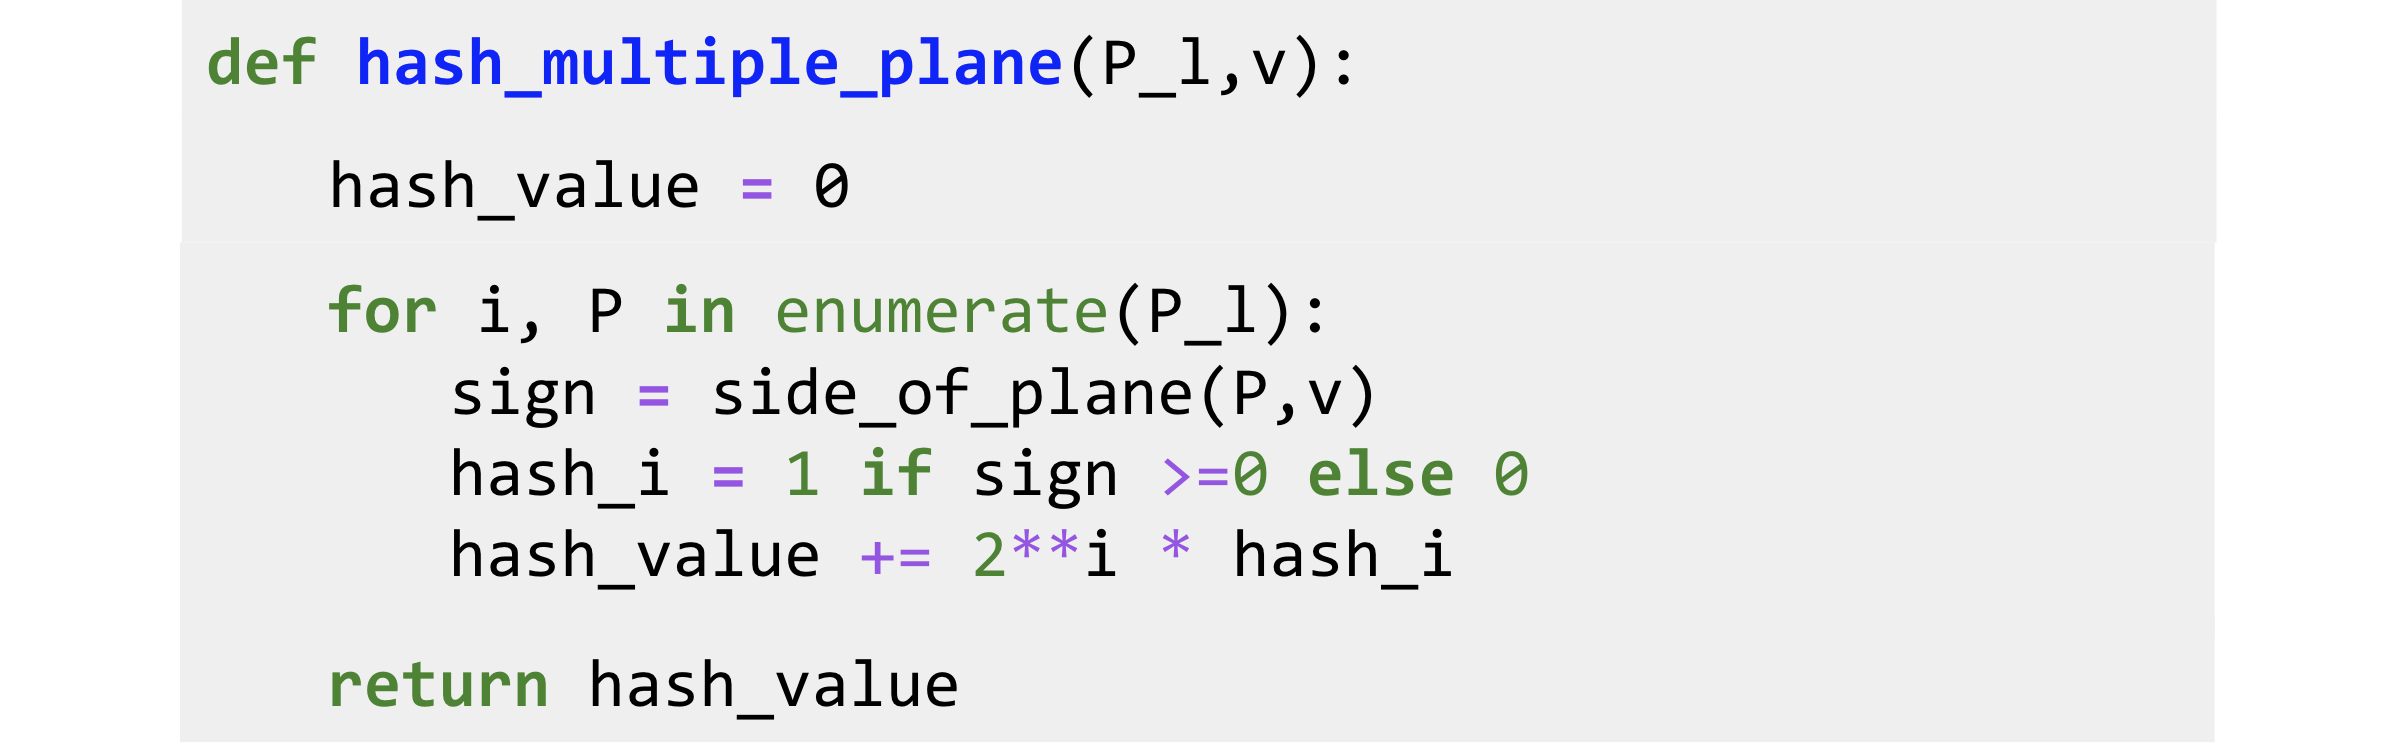 def hash_multiple_plane(P_l,v):
    hash_value = 0
    for i, P in enumerate(P_l):
        sign = side_of_plane(P,v)
        hash_i = 1 if sign >=0 else 0
        hash_value += 2**i * hash_i
    return hash_value